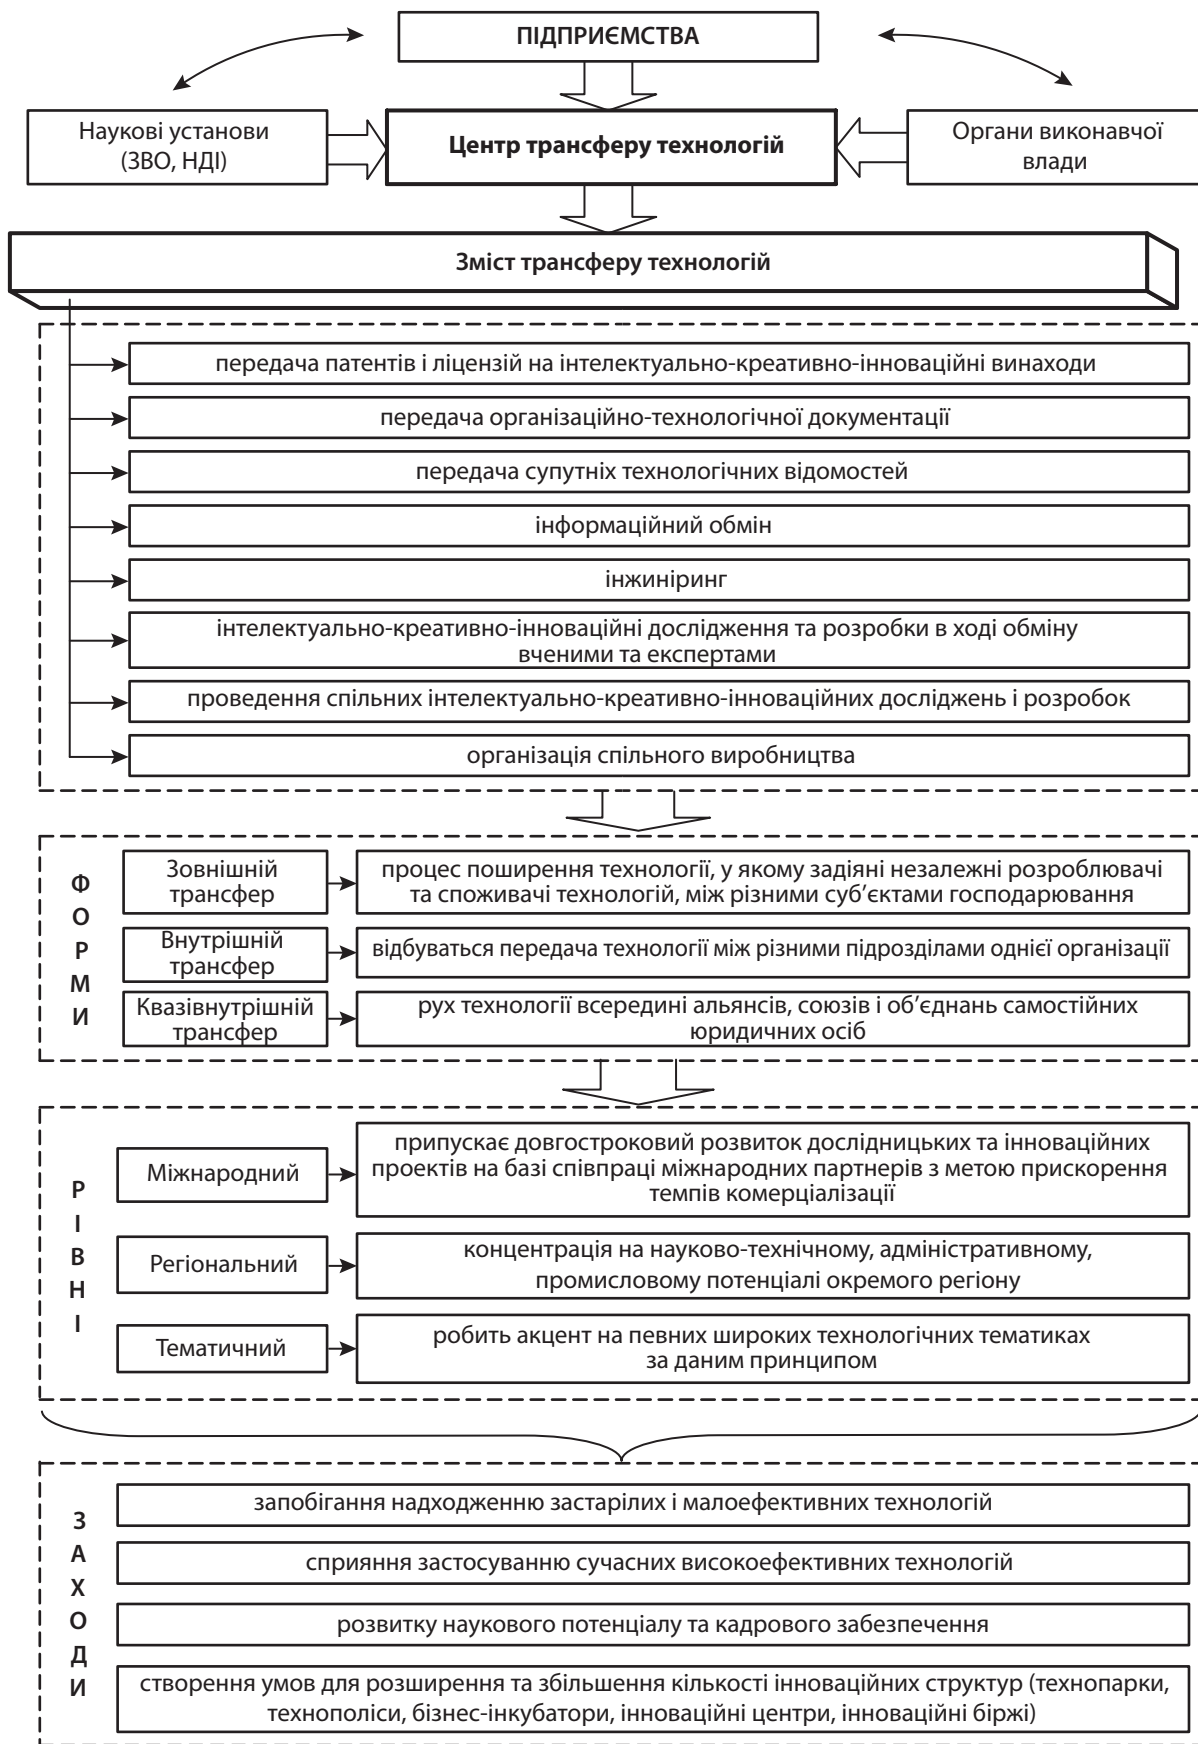 ПІДПРИЄМСТВА
Наукові установи
(ЗВО, НДІ)
Центр трансферу технологій
Органи виконавчої
влади
Зміст трансферу технологій
передача патентів і ліцензій на інтелектуально-креативно-інноваційні винаходи
передача організаційно-технологічної документації
передача супутніх технологічних відомостей
інформаційний обмін
інжиніринг
інтелектуально-креативно-інноваційні дослідження та розробки в ході обміну
вченими та експертами
проведення спільних інтелектуально-креативно-інноваційних досліджень і розробок
організація спільного виробництва
ФОРМИ
Зовнішній
трансфер
процес поширення технології, у якому задіяні незалежні розроблювачі
та споживачі технологій, між різними суб’єктами господарювання
Внутрішній
трансфер
відбуваться передача технології між різними підрозділами однієї організації
Квазівнутрішній
трансфер
рух технології всередині альянсів, союзів і об’єднань самостійних
юридичних осіб
РІВНІ
Міжнародний
припускає довгостроковий розвиток дослідницьких та інноваційних
проектів на базі співпраці міжнародних партнерів з метою прискорення
темпів комерціалізації
Регіональний
концентрація на науково-технічному, адміністративному,
промисловому потенціалі окремого регіону
Тематичний
робить акцент на певних широких технологічних тематиках
за даним принципом
ЗАХОДИ
запобігання надходженню застарілих і малоефективних технологій
сприяння застосуванню сучасних високоефективних технологій
розвитку наукового потенціалу та кадрового забезпечення
створення умов для розширення та збільшення кількості інноваційних структур (технопарки,
технополіси, бізнес-інкубатори, інноваційні центри, інноваційні біржі)